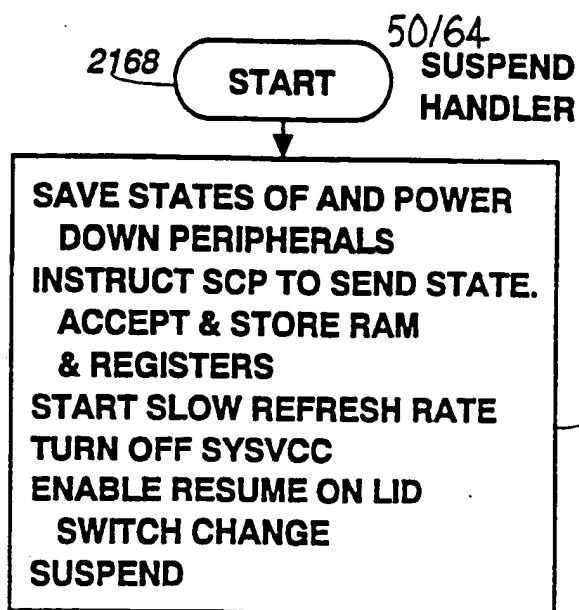 50/64
2168
START
SUSPEND
HANDLER
SAVE STATES OF AND POWER
DOWN PERIPHERALS
INSTRUCT SCP TO SEND STATE.
ACCEPT & STORE RAM
& REGISTERS
START SLOW REFRESH RATE
TURN OFF SYSVCC
ENABLE RESUME ON LID
SWITCH CHANGE
SUSPEND